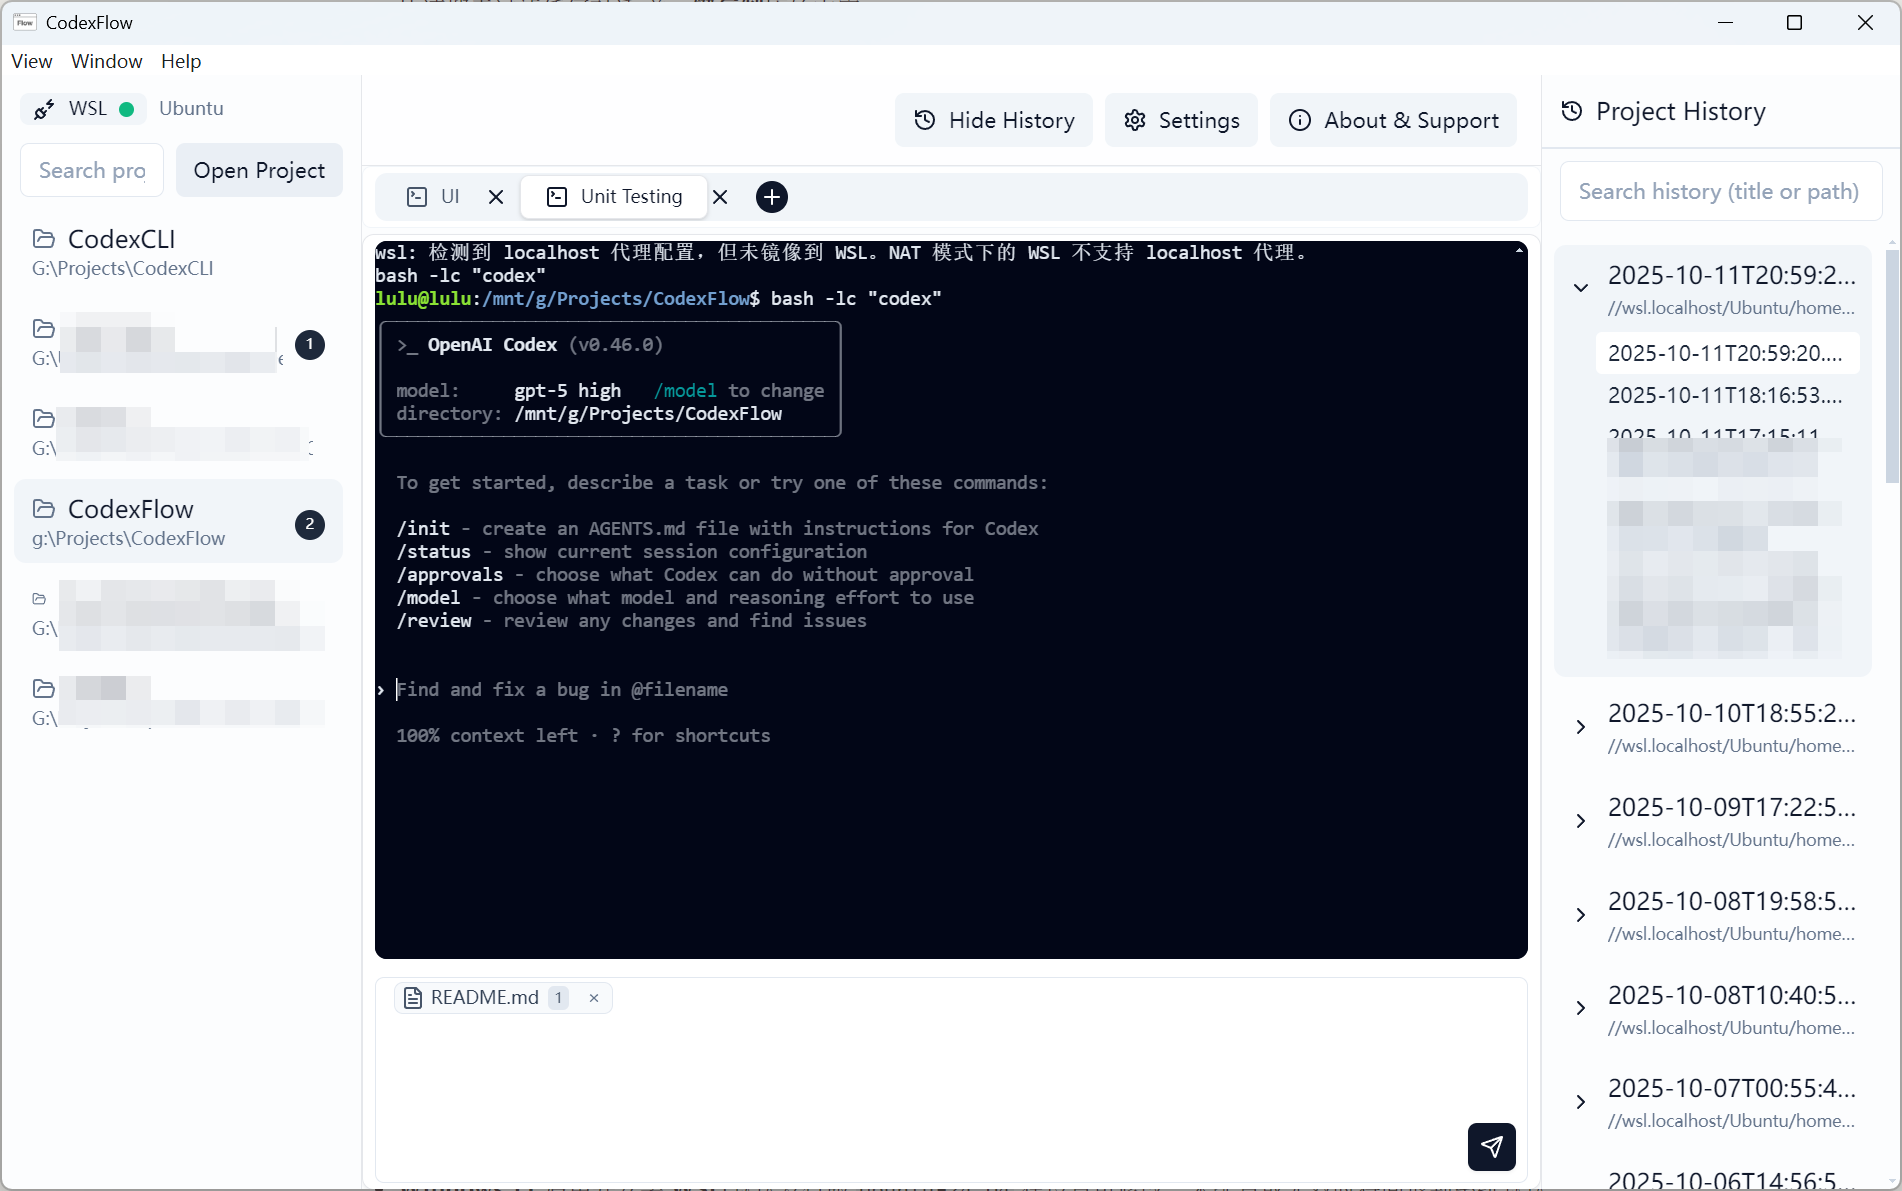 Flow CodexFlow
View Window Help
WSL Ubuntu
Search pro
Open Project
CodexCLI
G:\Projects\CodexCLI
1
G:\
G:\
CodexFlow
g:\Projects\CodexFlow
2
G:\
G:\
Hide History
Settings
About & Support
UI
Unit Testing
wsl: 检测到 localhost 代理配置，但未镜像到 WSL。NAT 模式下的 WSL 不支持 localhost 代理。
bash -lc "codex"
lulu@lulu:/mnt/g/Projects/CodexFlow$ bash -lc "codex"
>_ OpenAI Codex (v0.46.0)
model: gpt-5 high /model to change
directory: /mnt/g/Projects/CodexFlow
To get started, describe a task or try one of these commands:
/init - create an AGENTS.md file with instructions for Codex
/status - show current session configuration
/approvals - choose what Codex can do without approval
/model - choose what model and reasoning effort to use
/review - review any changes and find issues
› Find and fix a bug in @filename
100% context left · ? for shortcuts
README.md 1 ×
Project History
Search history (title or path)
2025-10-11T20:59:2...
//wsl.localhost/Ubuntu/home...
2025-10-11T20:59:20....
2025-10-11T18:16:53....
2025-10-11T17:15:11
2025-10-10T18:55:2...
//wsl.localhost/Ubuntu/home...
2025-10-09T17:22:5...
//wsl.localhost/Ubuntu/home...
2025-10-08T19:58:5...
//wsl.localhost/Ubuntu/home...
2025-10-08T10:40:5...
//wsl.localhost/Ubuntu/home...
2025-10-07T00:55:4...
//wsl.localhost/Ubuntu/home...
2025-10-06T14:56:5...